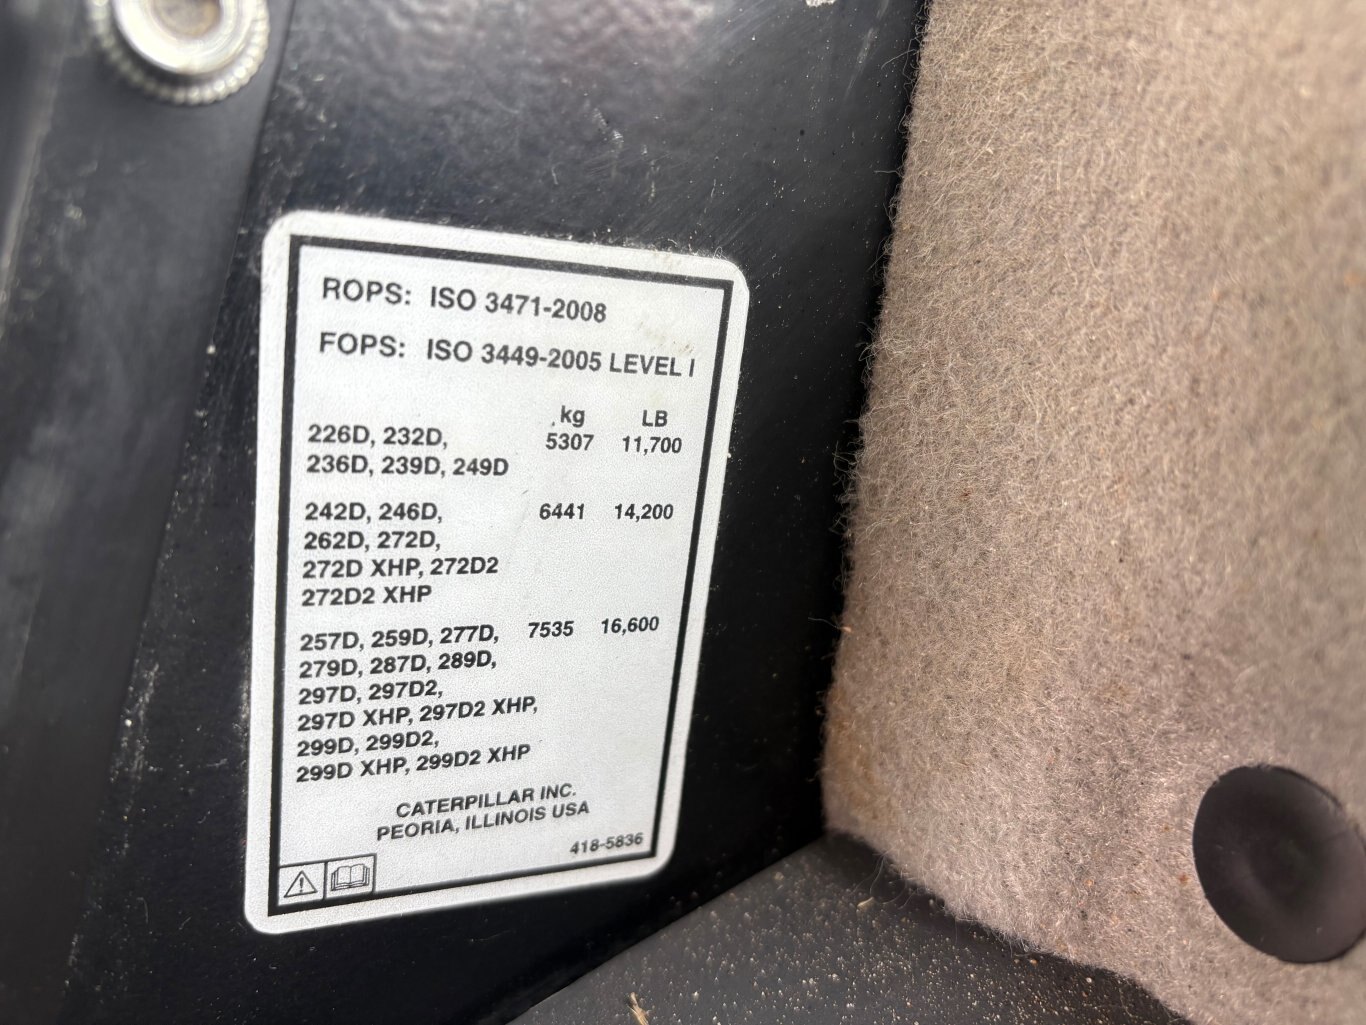 ROPS: ISO 3471-2008
FOPS: ISO 3449-2005 LEVEL I
kg LB
226D, 232D, 5307 11,700
236D, 239D, 249D
242D, 246D, 6441 14,200
262D, 272D,
272D XHP, 272D2
272D2 XHP
257D, 259D, 277D, 7535 16,600
279D, 287D, 289D,
297D, 297D2,
297D XHP, 297D2 XHP,
299D, 299D2,
299D XHP, 299D2 XHP
CATERPILLAR INC.
PEORIA, ILLINOIS USA
418-5836